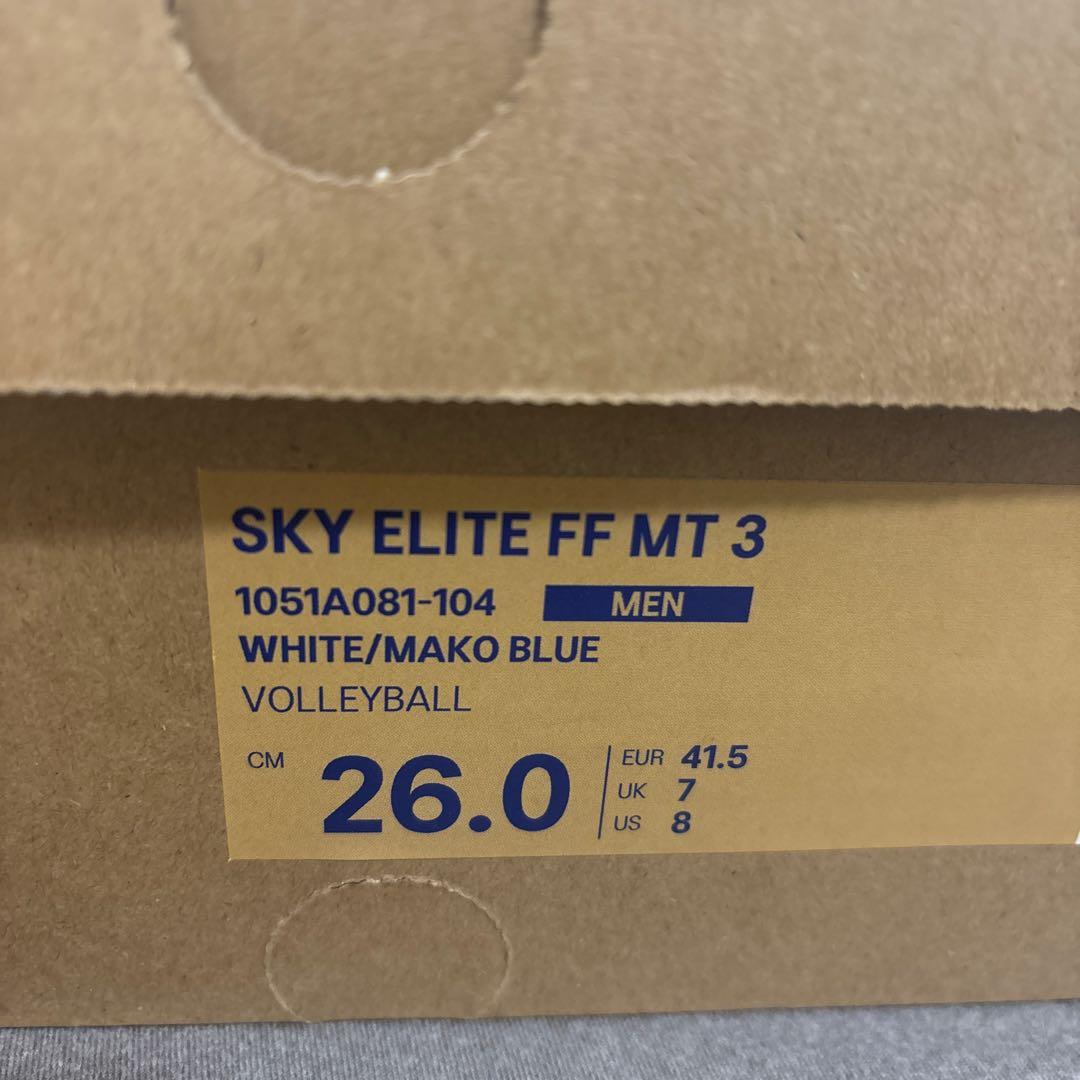 SKY ELITE FF MT 3
1051A081-104 MEN
WHITE/MAKO BLUE
VOLLEYBALL
CM 26.0
EUR 41.5
UK 7
US 8